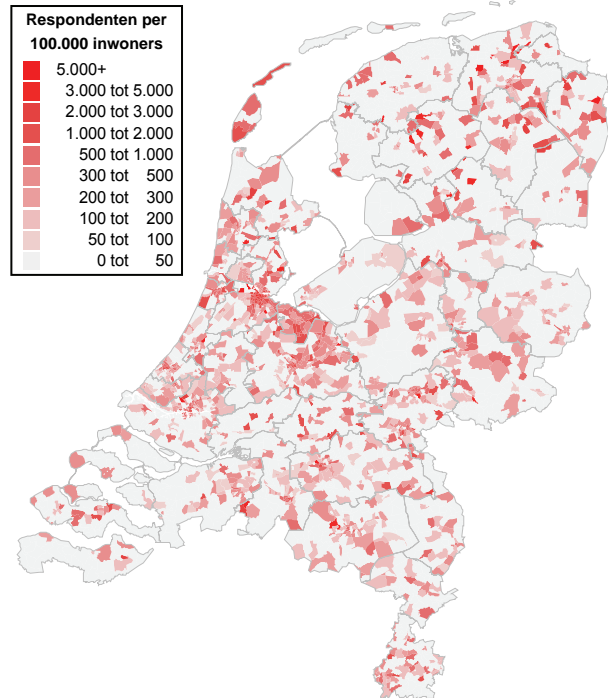 Respondenten per
100.000 inwoners
5.000+
3.000 tot 5.000
2.000 tot 3.000
1.000 tot 2.000
500 tot 1.000
300 tot 500
200 tot 300
100 tot 200
50 tot 100
0 tot 50